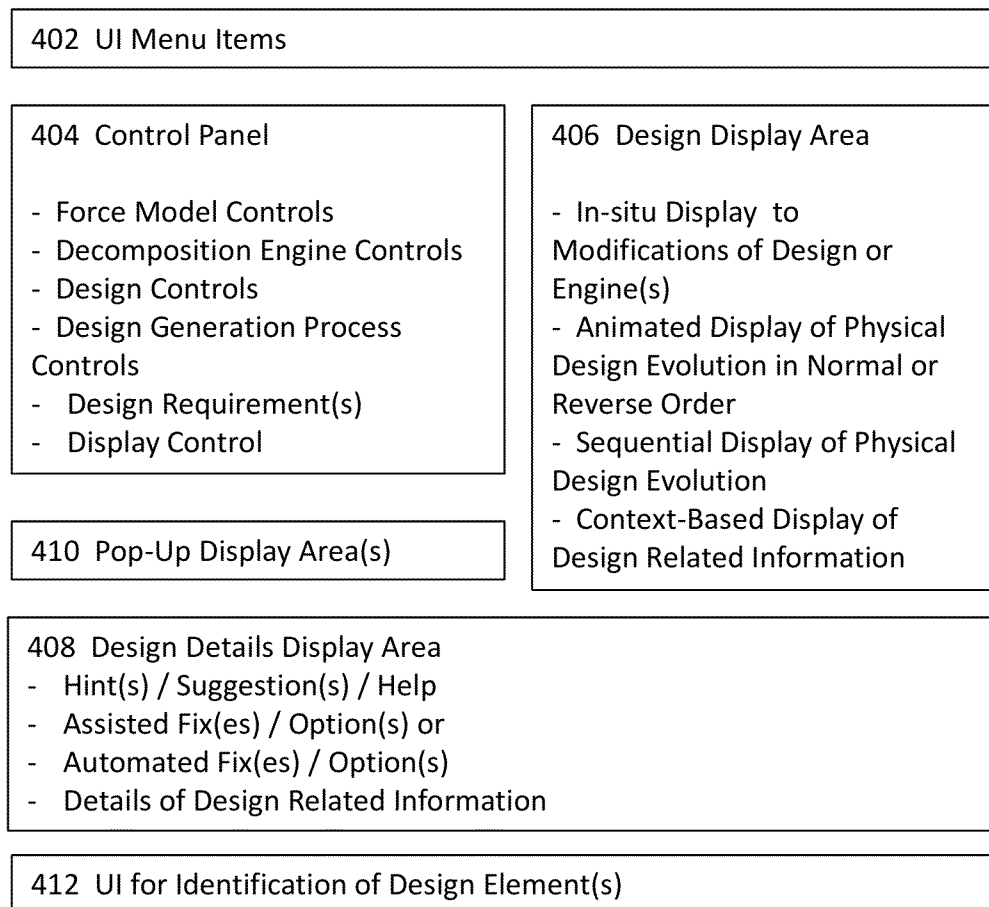 402 UI Menu Items
404 Control Panel
- Force Model Controls
- Decomposition Engine Controls
- Design Controls
- Design Generation Process
Controls
- Design Requirement(s)
- Display Control
406 Design Display Area
- In-situ Display to
Modifications of Design or
Engine(s)
- Animated Display of Physical
Design Evolution in Normal or
Reverse Order
- Sequential Display of Physical
Design Evolution
- Context-Based Display of
Design Related Information
410 Pop-Up Display Area(s)
408 Design Details Display Area
- Hint(s) / Suggestion(s) / Help
- Assisted Fix(es) / Option(s) or
- Automated Fix(es) / Option(s)
- Details of Design Related Information
412 UI for Identification of Design Element(s)